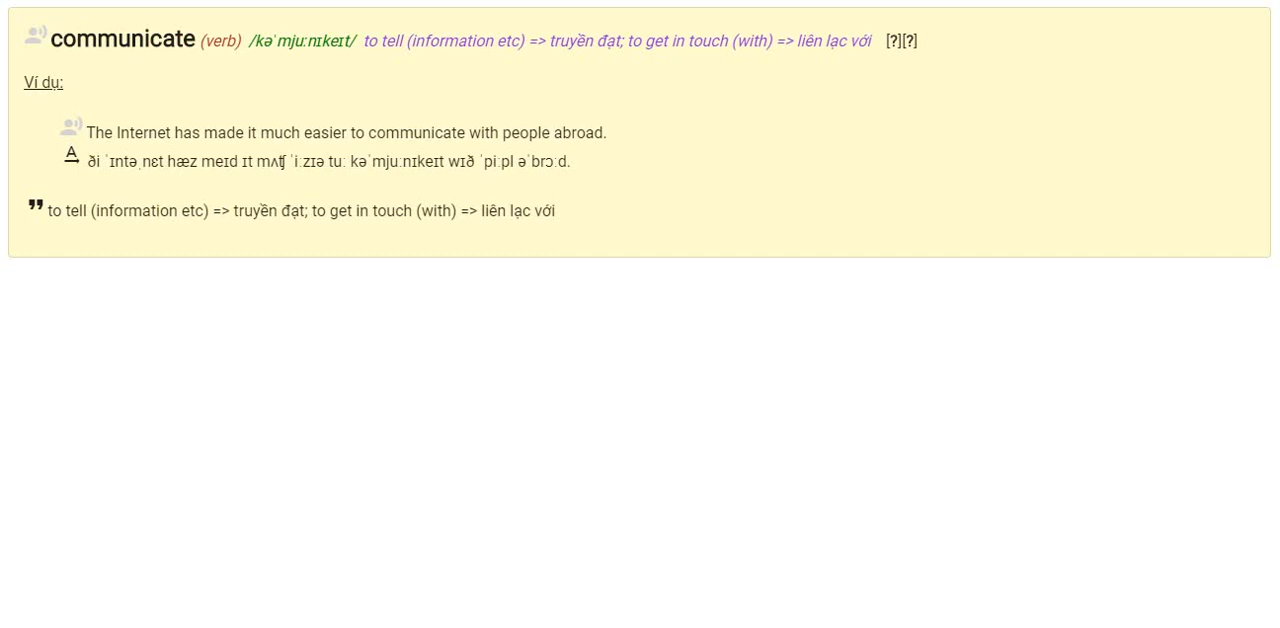 communicate (verb) /kəˈmjuːnɪkeɪt/ to tell (information etc) => truyền đạt; to get in touch (with) => liên lạc với [?][?]
Ví dụ:
The Internet has made it much easier to communicate with people abroad.
ði ˈɪntəˌnɛt hæz meɪd ɪt mʌʧ ˈiːzɪə tuː kəˈmjuːnɪkeɪt wɪð ˈpiːpl əˈbrɔːd.
to tell (information etc) => truyền đạt; to get in touch (with) => liên lạc với